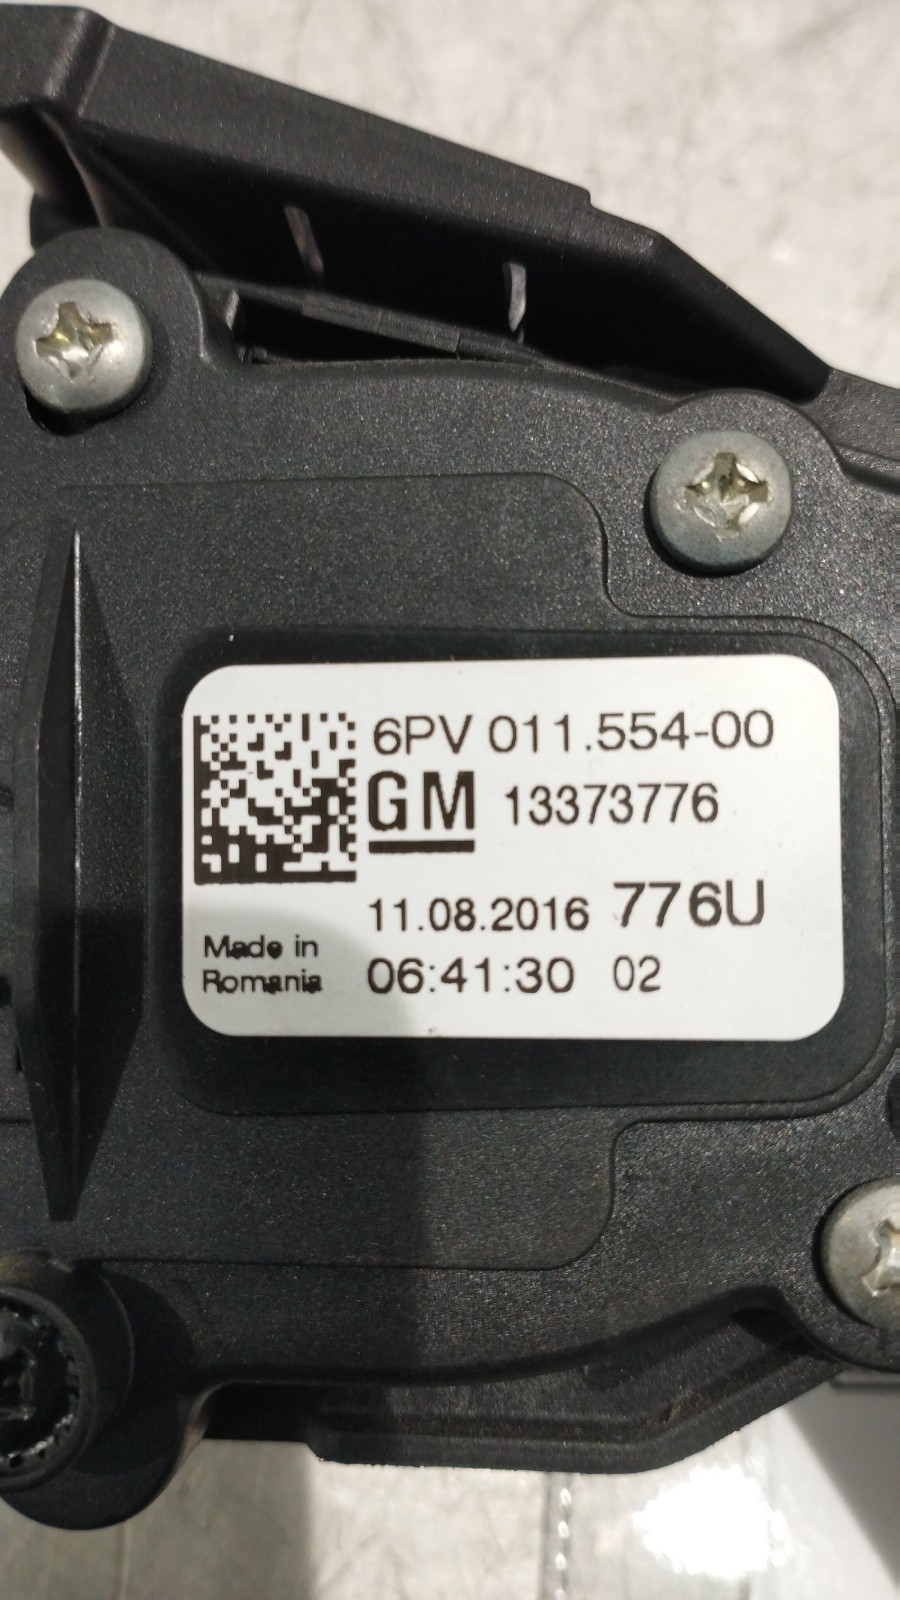 6PV 011.554-00
GM 13373776
11.08.2016 776U
Made in
Romania
06:41:30 02